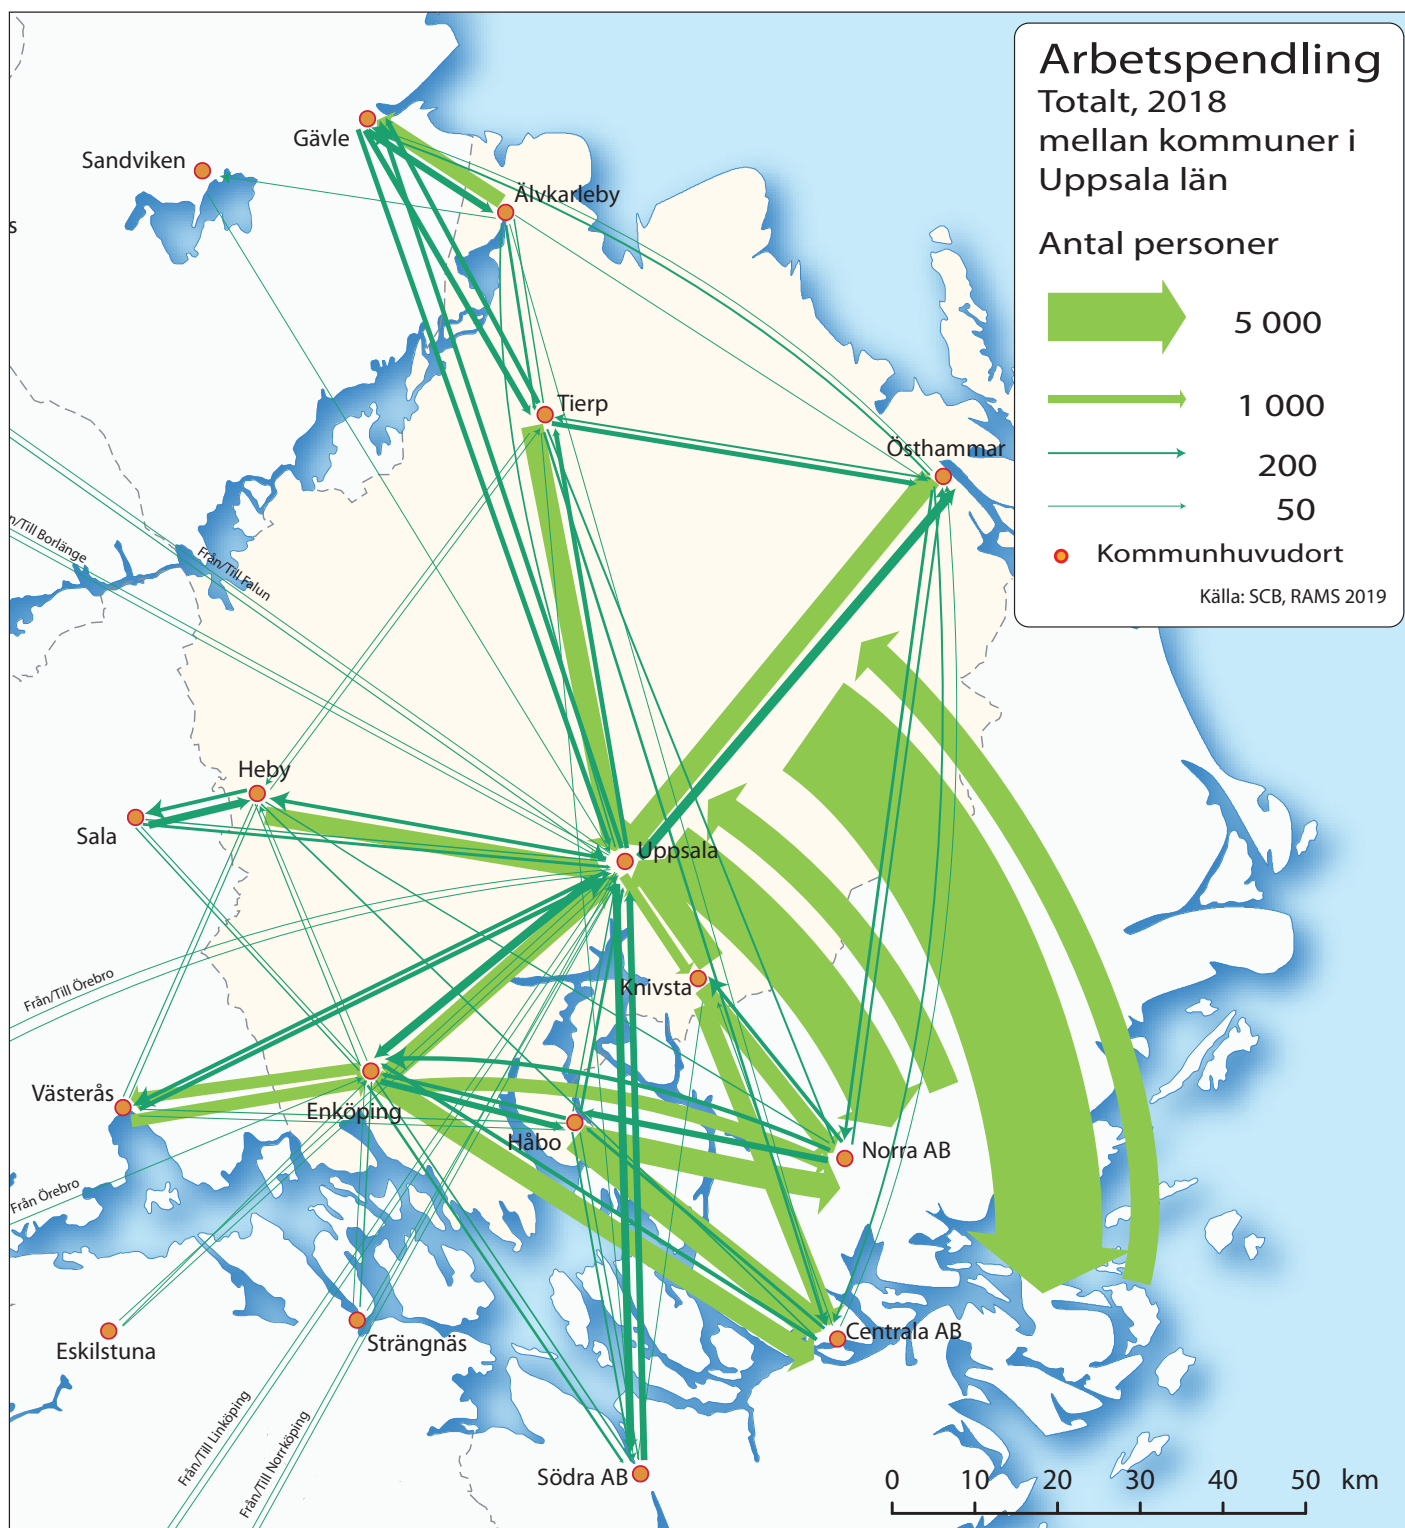 Arbetspendling
Totalt, 2018
mellan kommuner i
Uppsala län
Antal personer
5 000
1 000
200
50
Kommunhuvudort
Källa: SCB, RAMS 2019
Gävle
Sandviken
Älvkarleby
s
Tierp
Östhammar
n/Till Borlänge
Från/Till Falun
Heby
Sala
Uppsala
Från/Till Örebro
Knivsta
Västerås
Enköping
Håbo
Norra AB
Från Örebro
Eskilstuna
Strängnäs
Centrala AB
Från/Till Linköping
Från/Till Norrköping
Södra AB
0 10 20 30 40 50 km